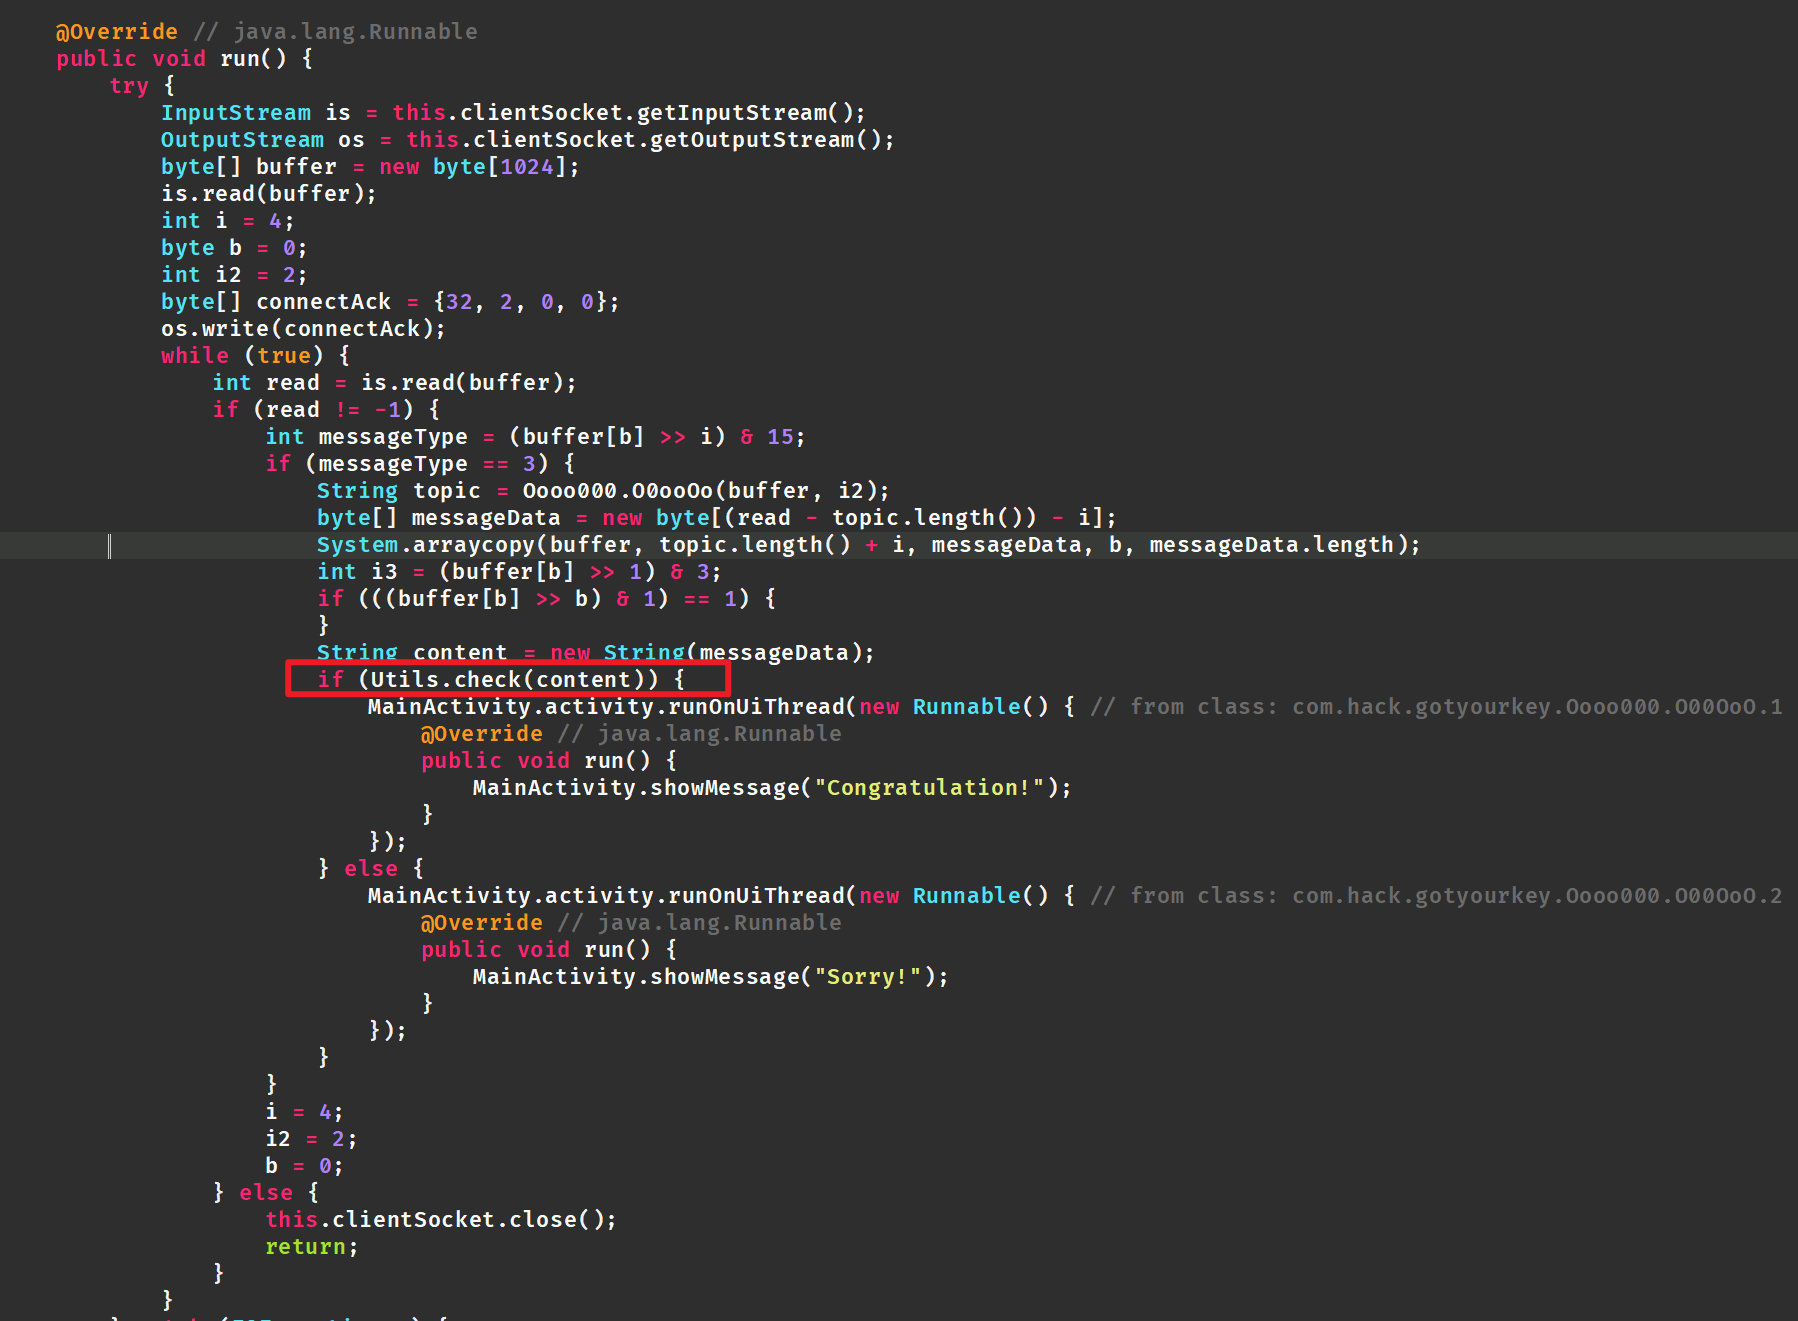 @Override // java.lang.Runnable
public void run() {
try {
InputStream is = this.clientSocket.getInputStream();
OutputStream os = this.clientSocket.getOutputStream();
byte[] buffer = new byte[1024];
is.read(buffer);
int i = 4;
byte b = 0;
int i2 = 2;
byte[] connectAck = {32, 2, 0, 0};
os.write(connectAck);
while (true) {
int read = is.read(buffer);
if (read != -1) {
int messageType = (buffer[b] >> i) & 15;
if (messageType == 3) {
String topic = Oooo000.O0ooOo(buffer, i2);
byte[] messageData = new byte[(read - topic.length()) - i];
System.arraycopy(buffer, topic.length() + i, messageData, b, messageData.length);
int i3 = (buffer[b] >> 1) & 3;
if (((buffer[b] >> b) & 1) == 1) {
}
String content = new String(messageData);
if (Utils.check(content)) {
MainActivity.activity.runOnUiThread(new Runnable() { // from class: com.hack.gotyourkey.Oooo000.O00OoO.1
@Override // java.lang.Runnable
public void run() {
MainActivity.showMessage("Congratulation!");
}
});
} else {
MainActivity.activity.runOnUiThread(new Runnable() { // from class: com.hack.gotyourkey.Oooo000.O00OoO.2
@Override // java.lang.Runnable
public void run() {
MainActivity.showMessage("Sorry!");
}
});
}
}
i = 4;
i2 = 2;
b = 0;
} else {
this.clientSocket.close();
return;
}
}